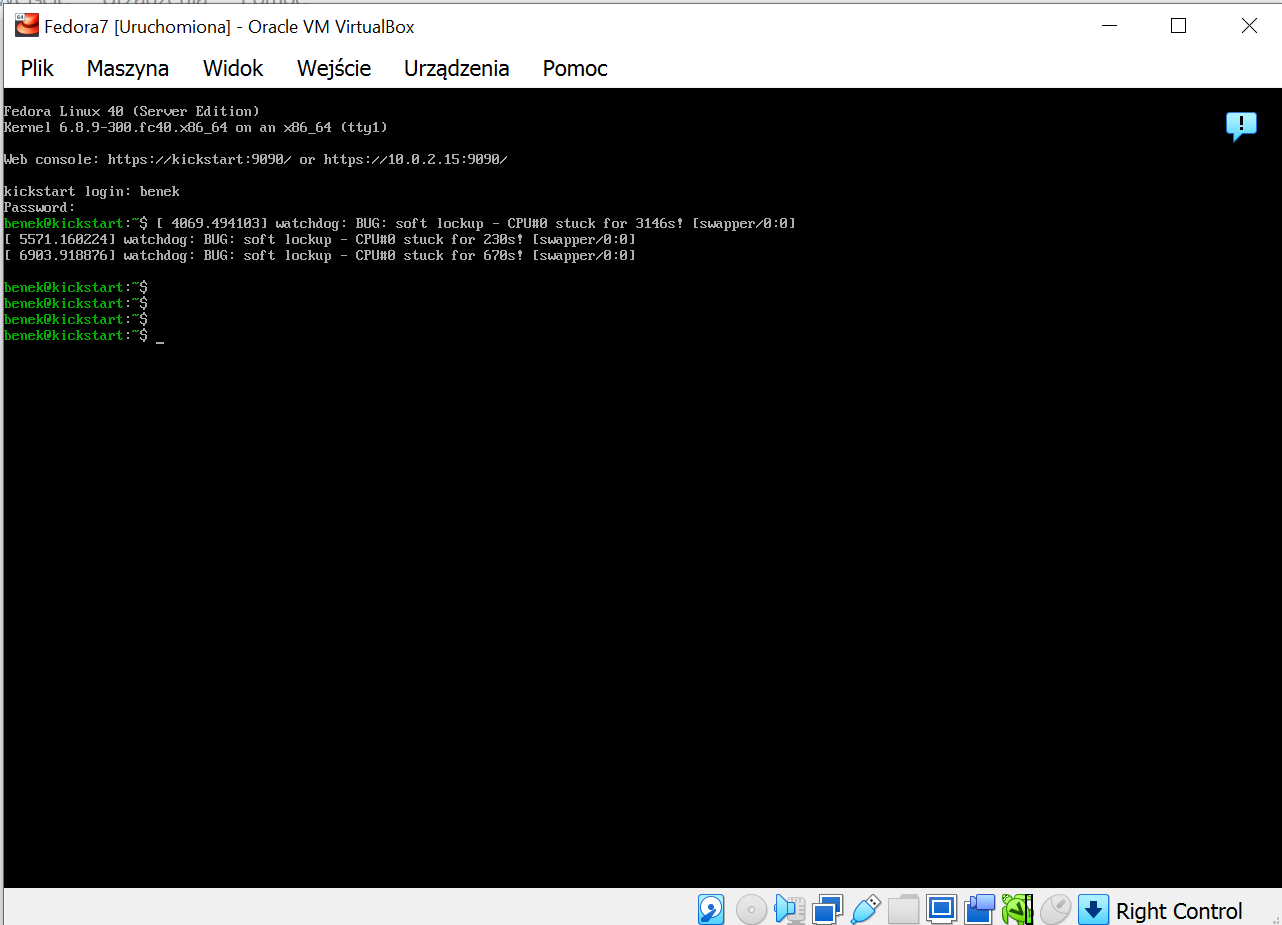 Fedora7 [Uruchomiona] - Oracle VM VirtualBox
Plik Maszyna Widok Wejście Urządzenia Pomoc
Fedora Linux 40 (Server Edition)
Kernel 6.8.9-300.fc40.x86_64 on an x86_64 (tty1)
Web console: https://kickstart:9090/ or https://10.0.2.15:9090/
kickstart login: benek
Password:
benek@kickstart:~$ [ 4069.494103] watchdog: BUG: soft lockup - CPU#0 stuck for 3146s! [swapper/0:0]
[ 5571.160224] watchdog: BUG: soft lockup - CPU#0 stuck for 230s! [swapper/0:0]
[ 6903.918876] watchdog: BUG: soft lockup - CPU#0 stuck for 670s! [swapper/0:0]
benek@kickstart:~$
benek@kickstart:~$
benek@kickstart:~$
benek@kickstart:~$ _
Right Control